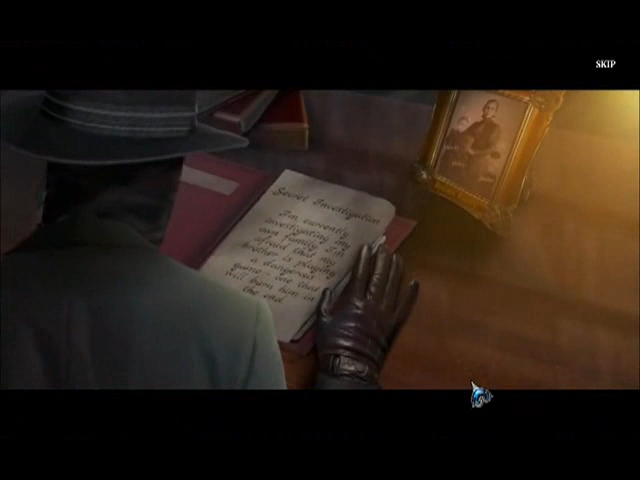 SKIP
Secret Investigation
I'm currently
investigating my
own family. I'm
afraid that my
brother is playing
a dangerous
game - one that
will burn him in
the end.